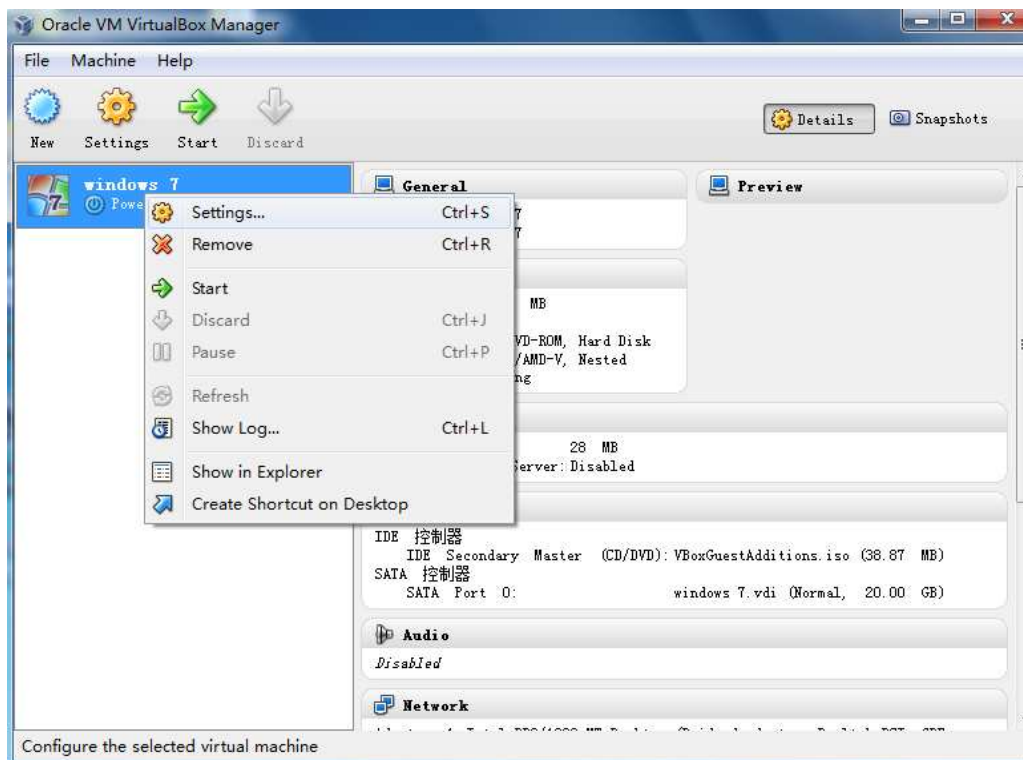 Oracle VM VirtualBox Manager
File Machine Help
New Settings Start Discard
Details Snapshots
windows 7
General
Preview
7
7
Settings... Ctrl+S
Remove Ctrl+R
Start
Discard Ctrl+J
Pause Ctrl+P
Refresh
Show Log... Ctrl+L
Show in Explorer
Create Shortcut on Desktop
MB
VD-ROM, Hard Disk
/AMD-V, Nested
ng
28 MB
Server: Disabled
IDE 控制器
IDE Secondary Master (CD/DVD): VBoxGuestAdditions.iso (38.87 MB)
SATA 控制器
SATA Port 0: windows 7.vdi (Normal, 20.00 GB)
Audio
Disabled
Network
Configure the selected virtual machine